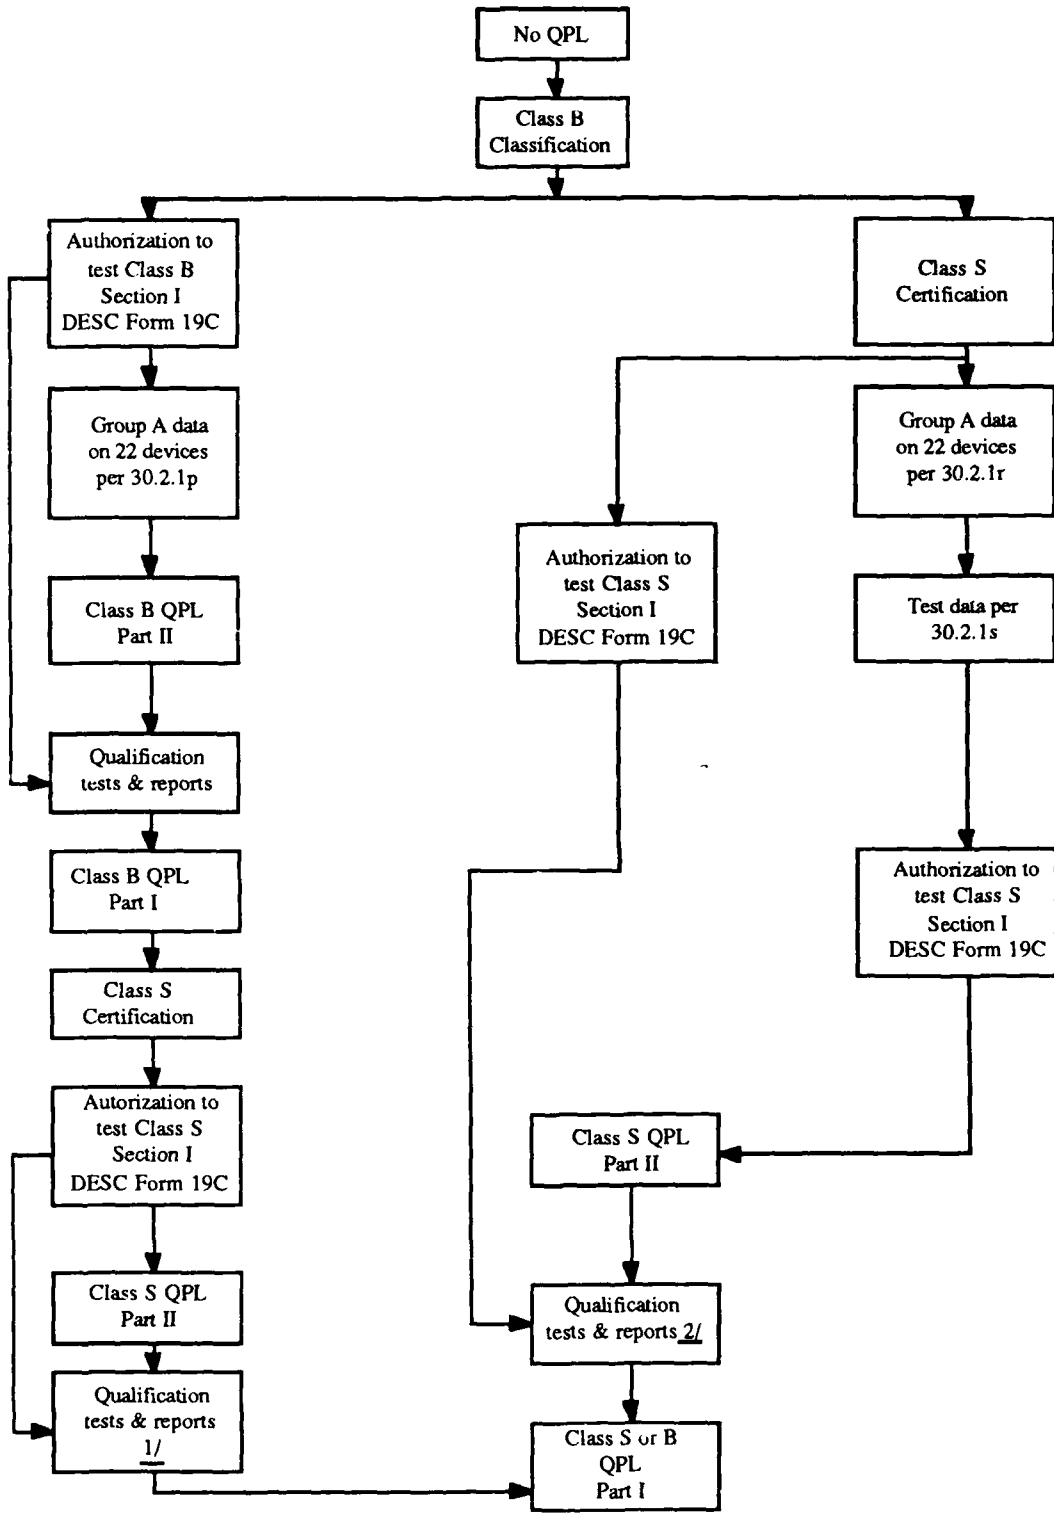 No QPL
Class B
Classification
Authorization to
test Class B
Section I
DESC Form 19C
Class S
Certification
Group A data
on 22 devices
per 30.2.1p
Group A data
on 22 devices
per 30.2.1r
Authorization to
test Class S
Section I
DESC Form 19C
Class B QPL
Part II
Test data per
30.2.1s
Qualification
tests & reports
Class B QPL
Part I
Authorization to
test Class S
Section I
DESC Form 19C
Class S
Certification
Autorization to
test Class S
Section I
DESC Form 19C
Class S QPL
Part II
Class S QPL
Part II
Qualification
tests & reports 2/
Qualification
tests & reports
1/
Class S or B
QPL
Part I